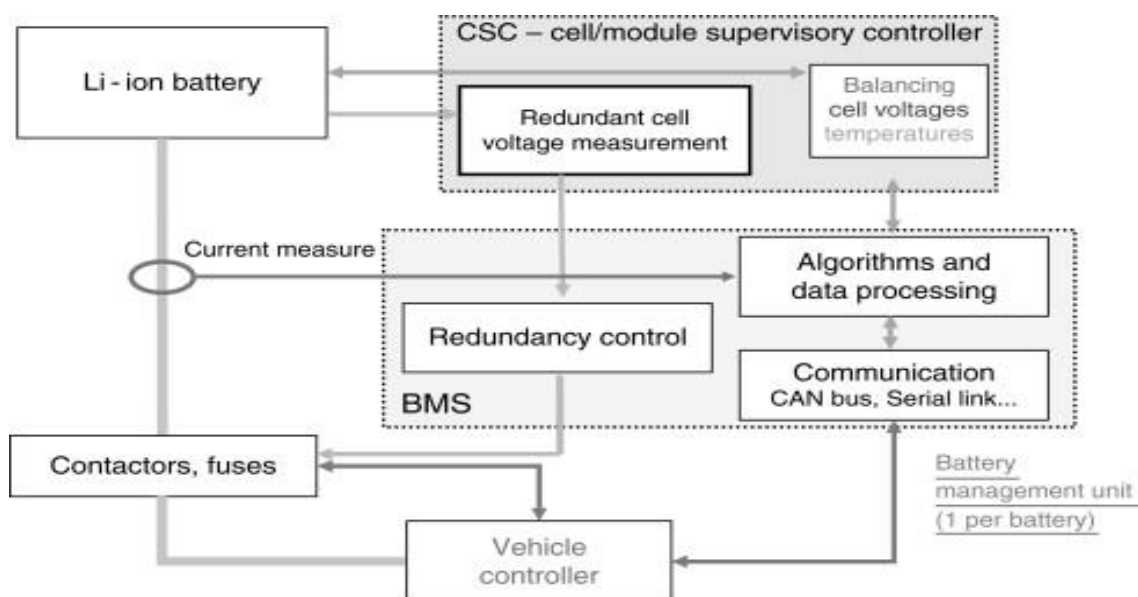 CSC – cell/module supervisory controller
Li-ion battery
Redundant cell
voltage measurement
Balancing
cell voltages
temperatures
Current measure
Algorithms and
data processing
Redundancy control
Communication
CAN bus, Serial link...
BMS
Contactors, fuses
Battery
management unit
(1 per battery)
Vehicle
controller